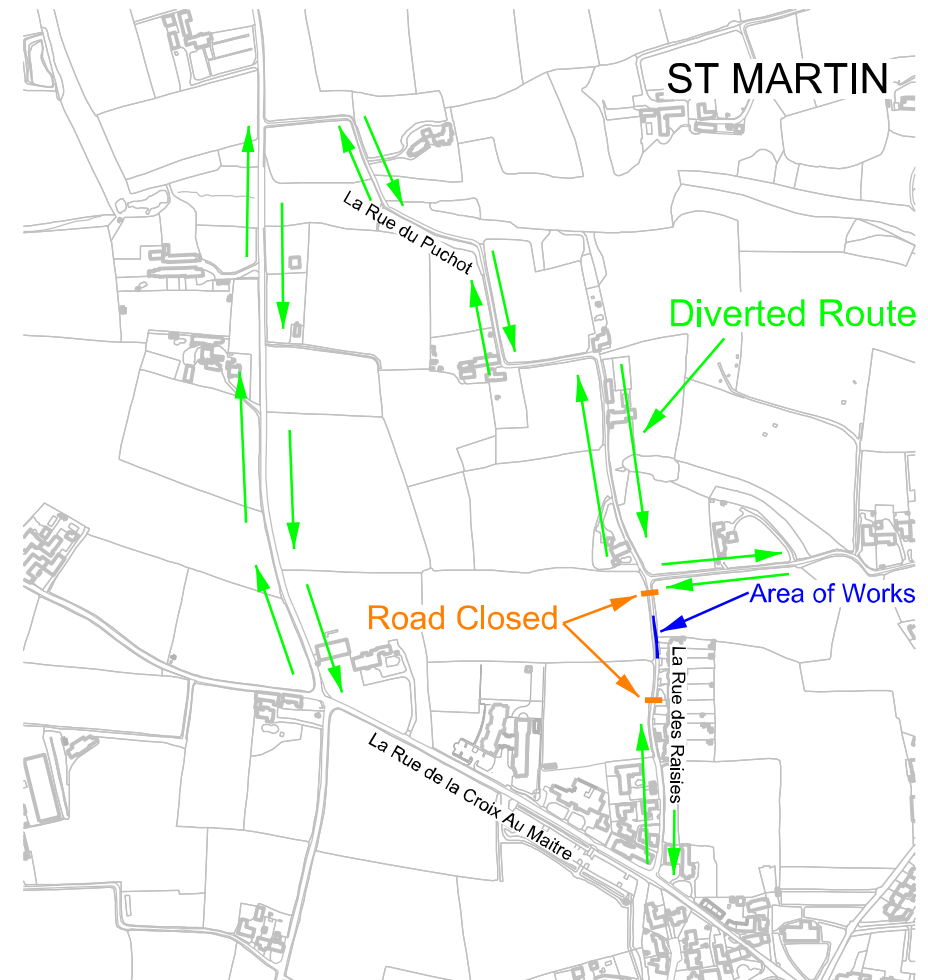 ST MARTIN
La Rue du Puchot
Diverted Route
Area of Works
Road Closed
La Rue des Raisies
La Rue de la Croix Au Maitre